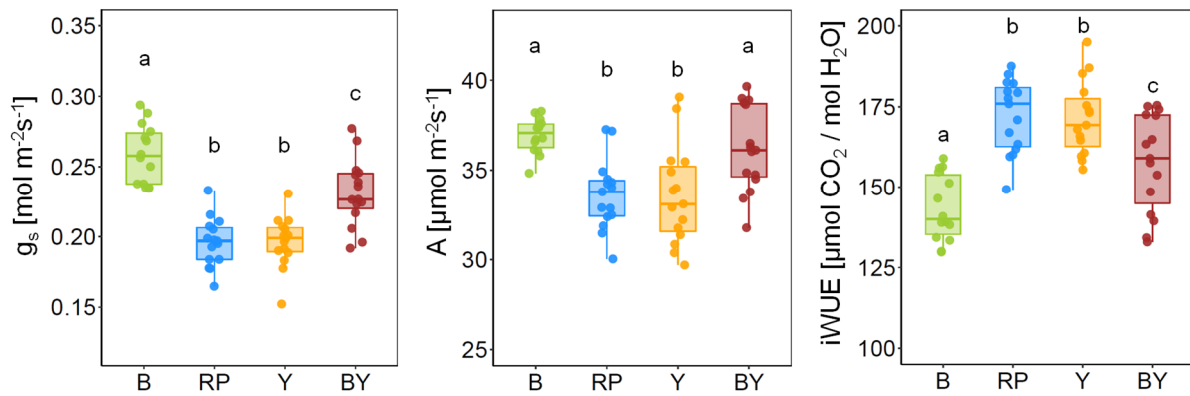 gₛ [mol m⁻²s⁻¹]
0.35
0.30
0.25
0.20
0.15
a
b
b
c
B
RP
Y
BY
A [µmol m⁻²s⁻¹]
40
35
30
25
a
b
b
a
B
RP
Y
BY
iWUE [µmol CO₂ / mol H₂O]
200
175
150
125
100
a
b
b
c
B
RP
Y
BY